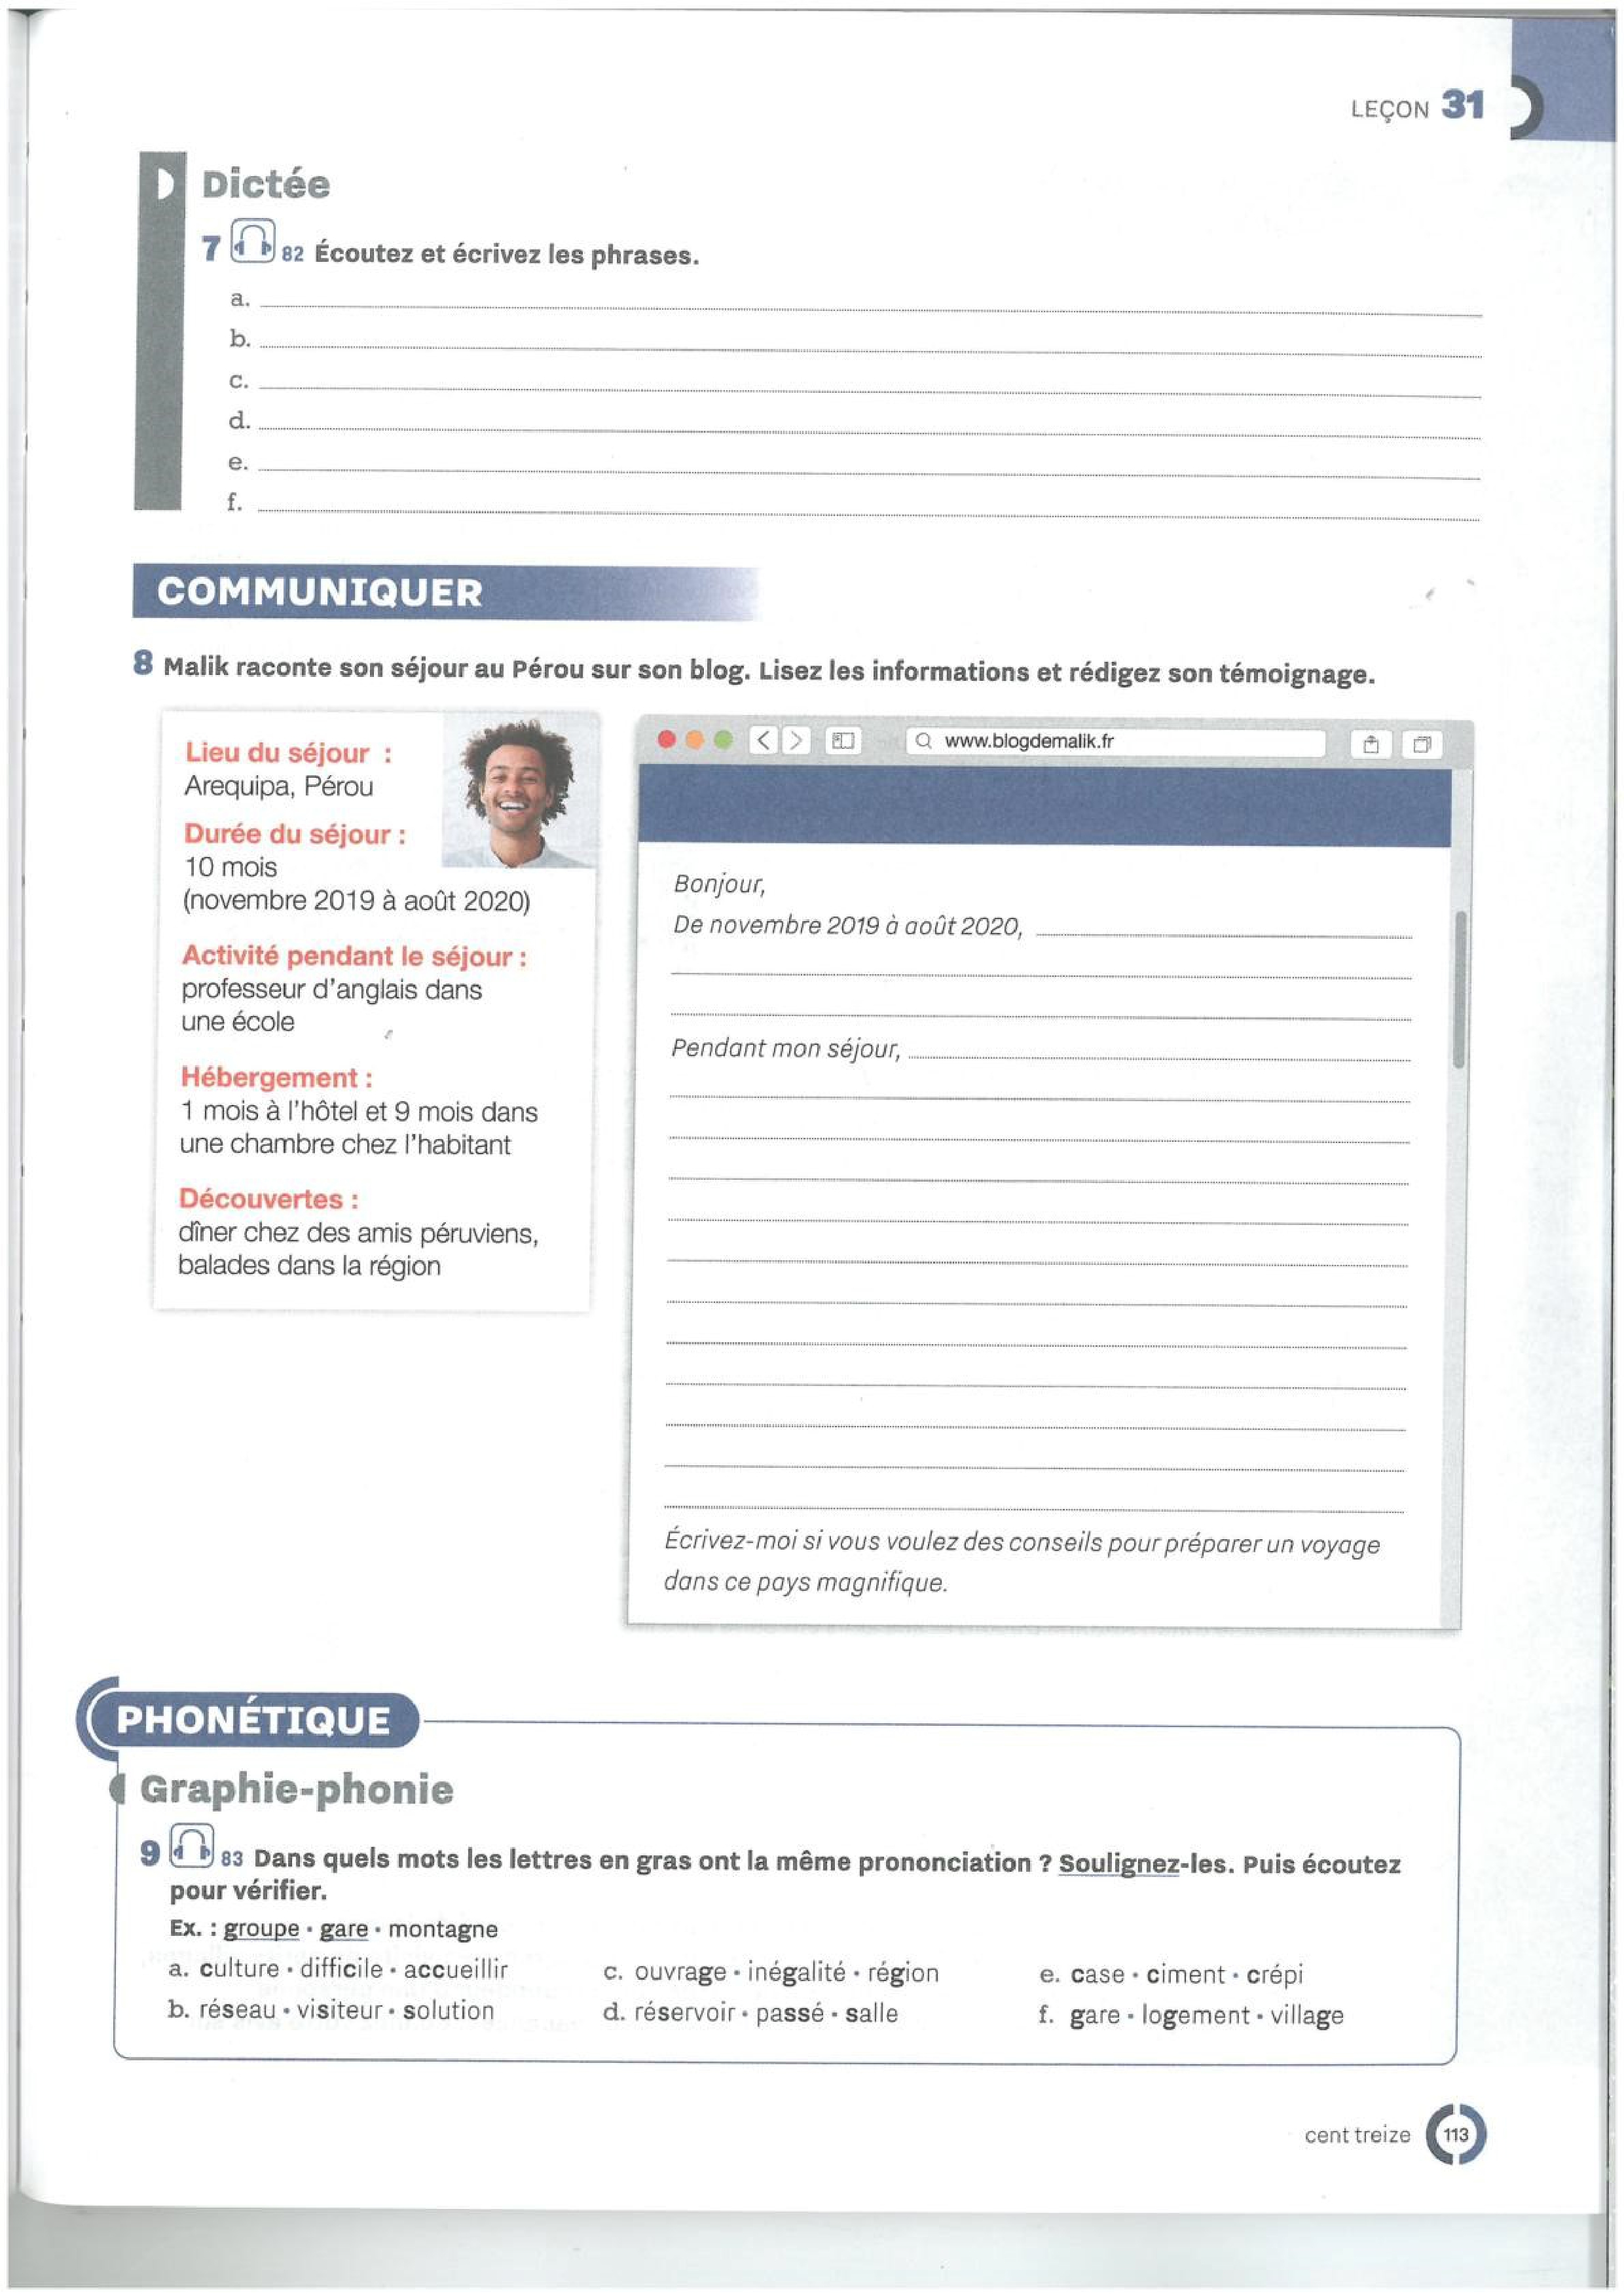 LEÇON 31
Dictée
7 82 Écoutez et écrivez les phrases.
a.
b.
c.
d.
e.
f.
COMMUNIQUER
8 Malik raconte son séjour au Pérou sur son blog. Lisez les informations et rédigez son témoignage.
Lieu du séjour :
Arequipa, Pérou
Durée du séjour :
10 mois
(novembre 2019 à août 2020)
Activité pendant le séjour :
professeur d'anglais dans
une école
Hébergement :
1 mois à l'hôtel et 9 mois dans
une chambre chez l'habitant
Découvertes :
dîner chez des amis péruviens,
balades dans la région
www.blogdemalik.fr
Bonjour,
De novembre 2019 à août 2020,
Pendant mon séjour,
Écrivez-moi si vous voulez des conseils pour préparer un voyage
dans ce pays magnifique.
PHONÉTIQUE
Graphie-phonie
9 83 Dans quels mots les lettres en gras ont la même prononciation ? Soulignez-les. Puis écoutez
pour vérifier.
Ex. : groupe • gare • montagne
a. culture • difficile • accueillir
b. réseau • visiteur • solution
c. ouvrage • inégalité • région
d. réservoir • passé • salle
e. case • ciment • crépi
f. gare • logement • village
cent treize 113